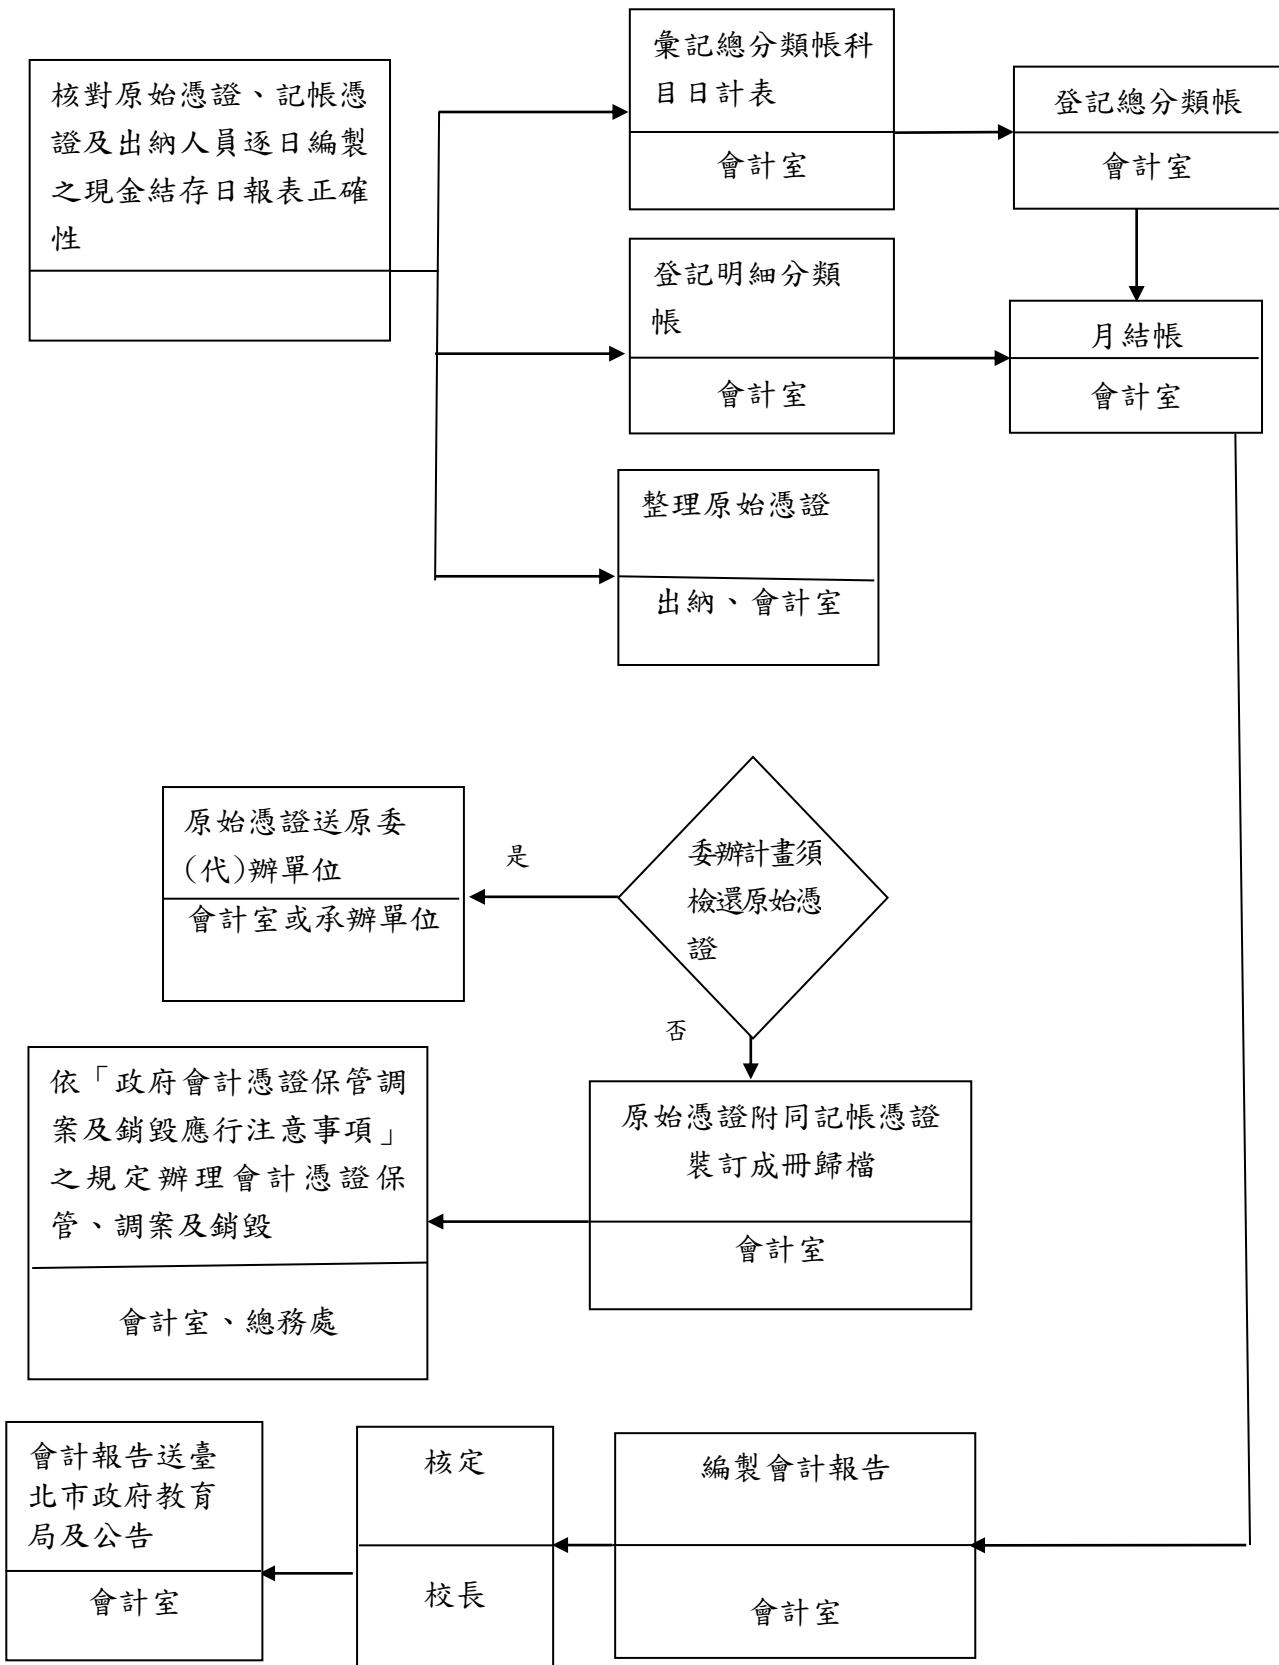 核對原始憑證、記帳憑
證及出納人員逐日編製
之現金結存日報表正確
性
彙記總分類帳科
目日計表
會計室
登記總分類帳
會計室
登記明細分類
帳
會計室
月結帳
會計室
整理原始憑證
出納、會計室
委辦計畫須
檢還原始憑
證
是
原始憑證送原委
(代)辦單位
會計室或承辦單位
否
原始憑證附同記帳憑證
裝訂成冊歸檔
會計室
依「政府會計憑證保管調
案及銷毀應行注意事項」
之規定辦理會計憑證保
管、調案及銷毀
會計室、總務處
編製會計報告
會計室
核定
校長
會計報告送臺
北市政府教育
局及公告
會計室